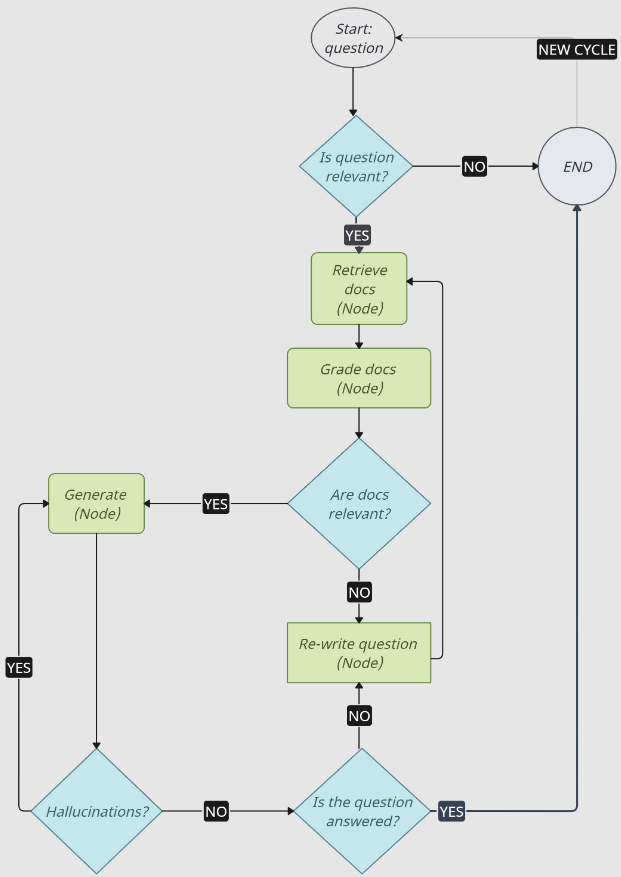 Start:
question
NEW CYCLE
Is question
relevant?
NO
END
YES
Retrieve
docs
(Node)
Grade docs
(Node)
Generate
(Node)
YES
Are docs
relevant?
NO
Re-write question
(Node)
YES
NO
Hallucinations?
NO
Is the question
answered?
YES